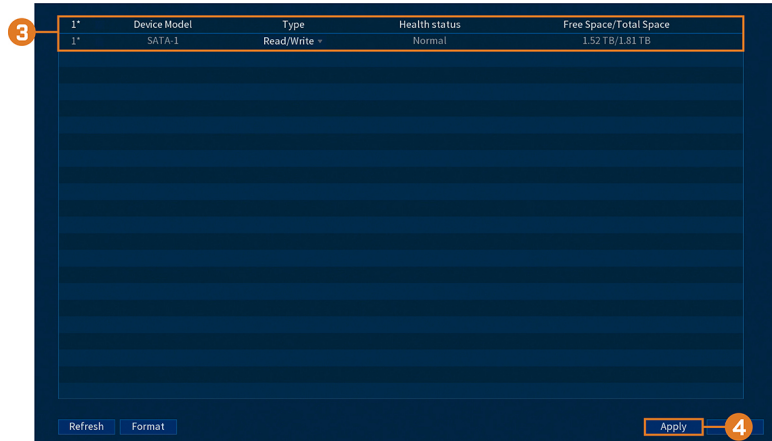 3
1* Device Model Type Health status Free Space/Total Space
1* SATA-1 Read/Write Normal 1.52 TB/1.81 TB
Refresh Format Apply 4